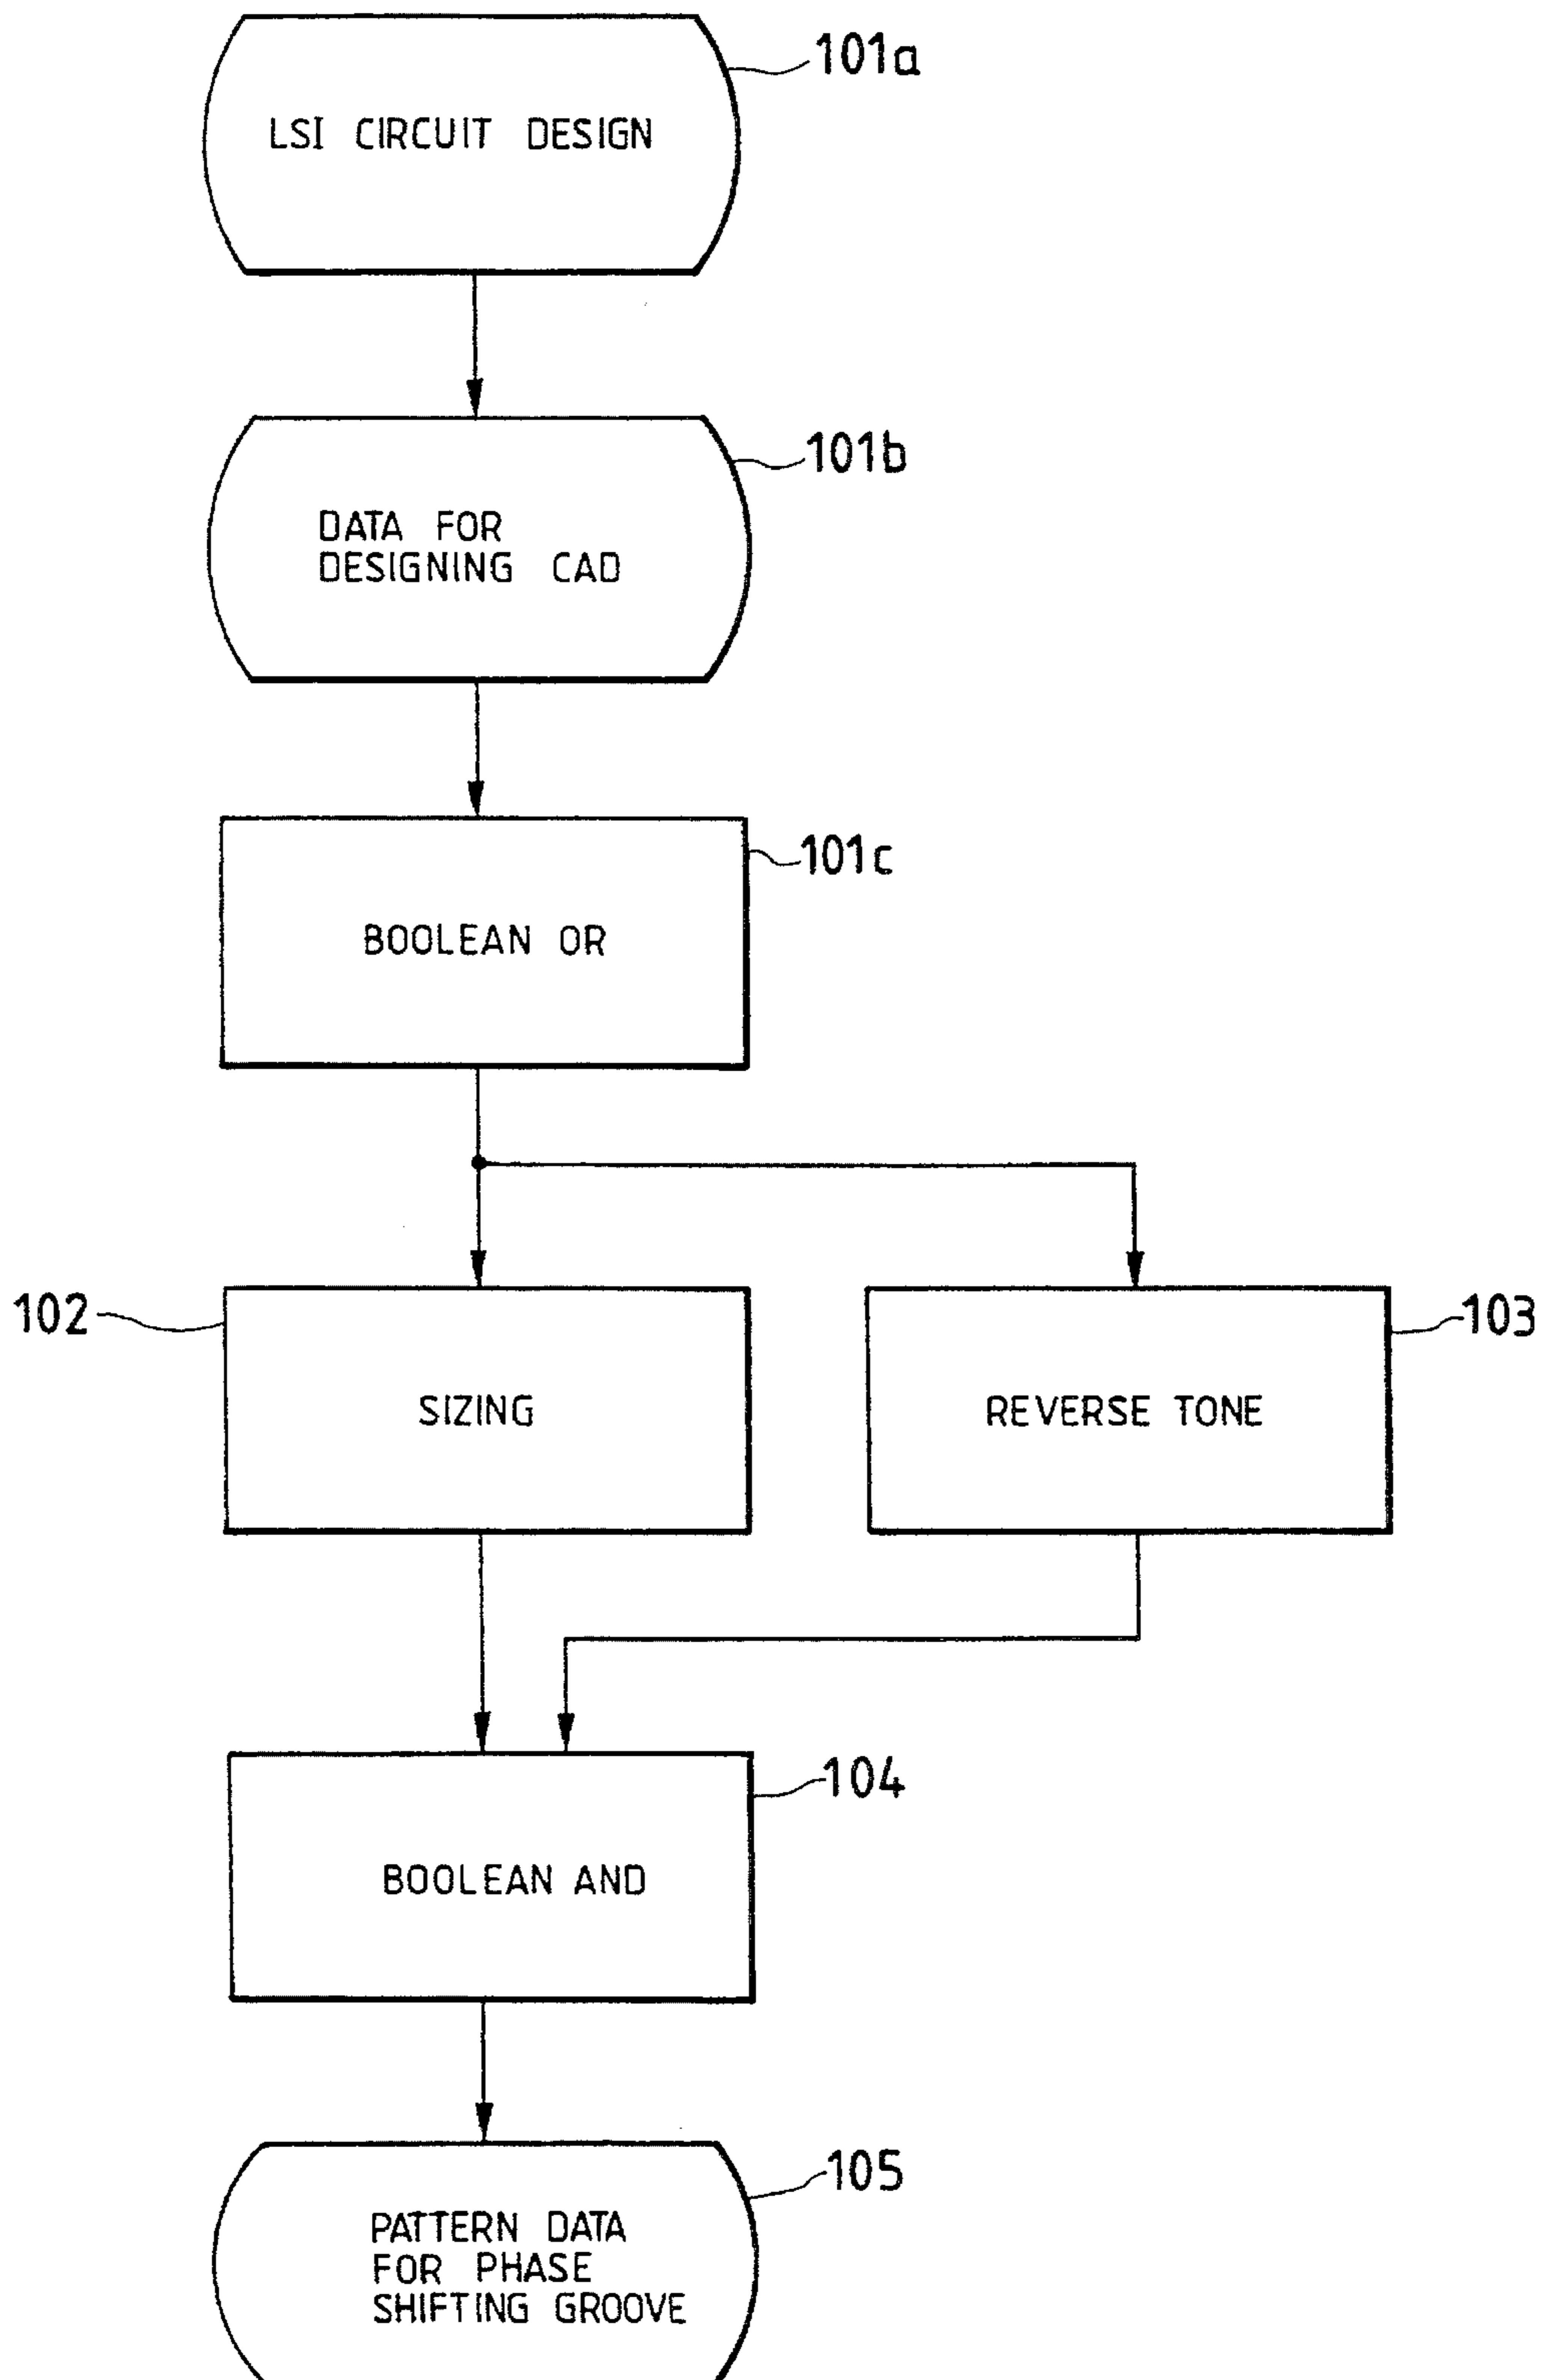 101a
LSI CIRCUIT DESIGN
101b
DATA FOR
DESIGNING CAD
101c
BOOLEAN OR
102
103
SIZING
REVERSE TONE
104
BOOLEAN AND
105
PATTERN DATA
FOR PHASE
SHIFTING GROOVE